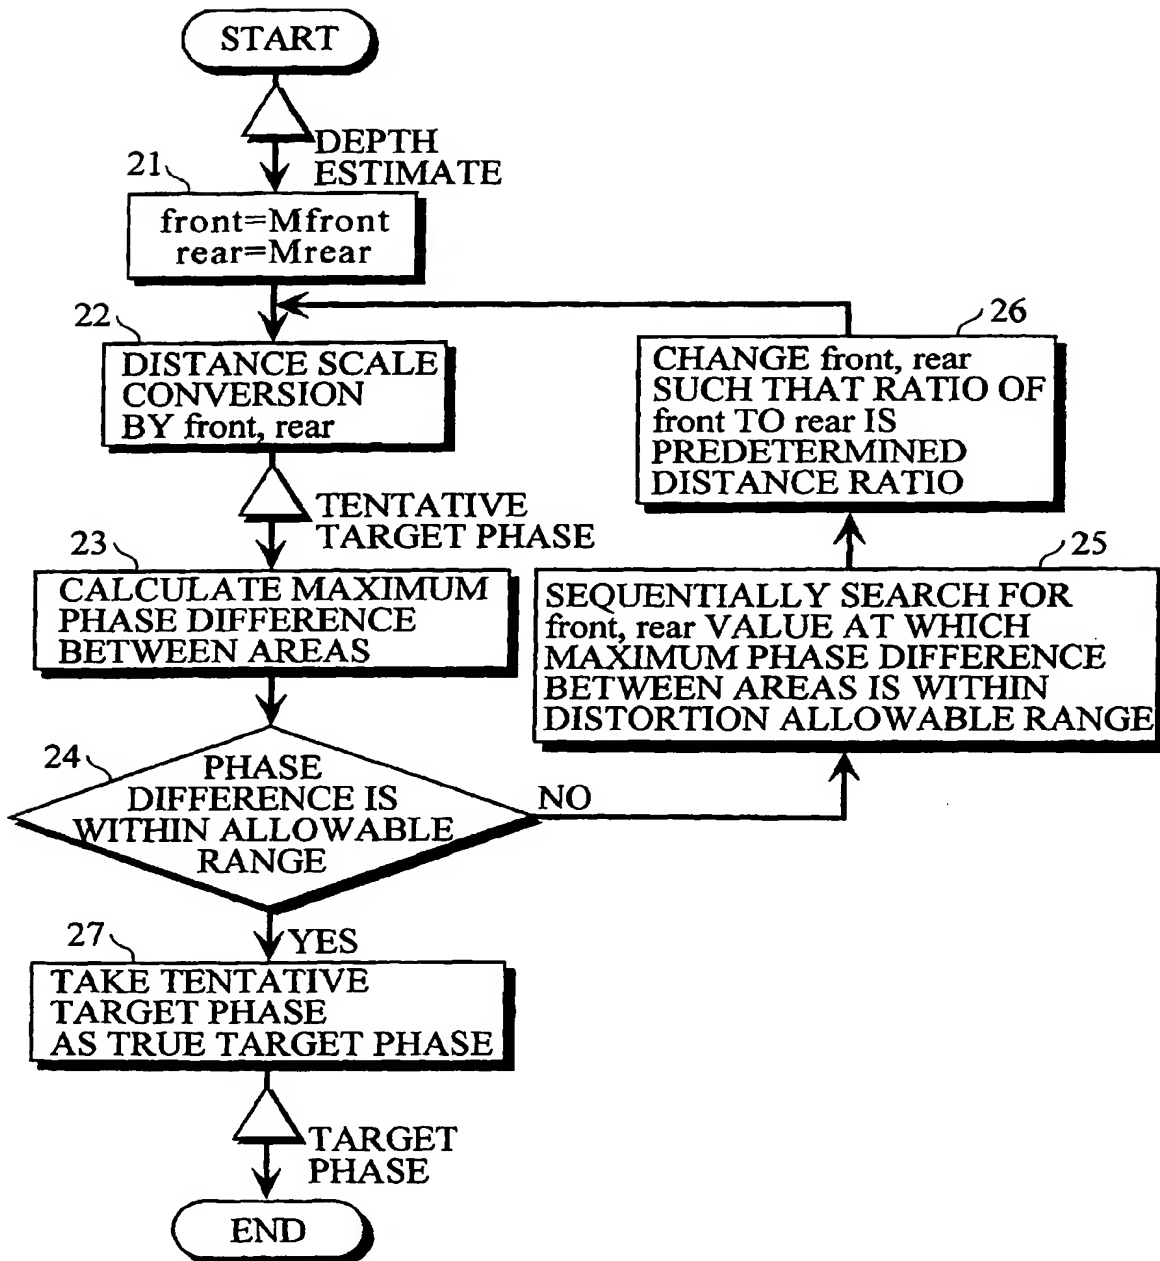 START
DEPTH
ESTIMATE
21
front=Mfront
rear=Mrear
22
DISTANCE SCALE
CONVERSION
BY front, rear
TENTATIVE
TARGET PHASE
23
CALCULATE MAXIMUM
PHASE DIFFERENCE
BETWEEN AREAS
24
PHASE
DIFFERENCE IS
WITHIN ALLOWABLE
RANGE
NO
25
SEQUENTIALLY SEARCH FOR
front, rear VALUE AT WHICH
MAXIMUM PHASE DIFFERENCE
BETWEEN AREAS IS WITHIN
DISTORTION ALLOWABLE RANGE
26
CHANGE front, rear
SUCH THAT RATIO OF
front TO rear IS
PREDETERMINED
DISTANCE RATIO
YES
27
TAKE TENTATIVE
TARGET PHASE
AS TRUE TARGET PHASE
TARGET
PHASE
END